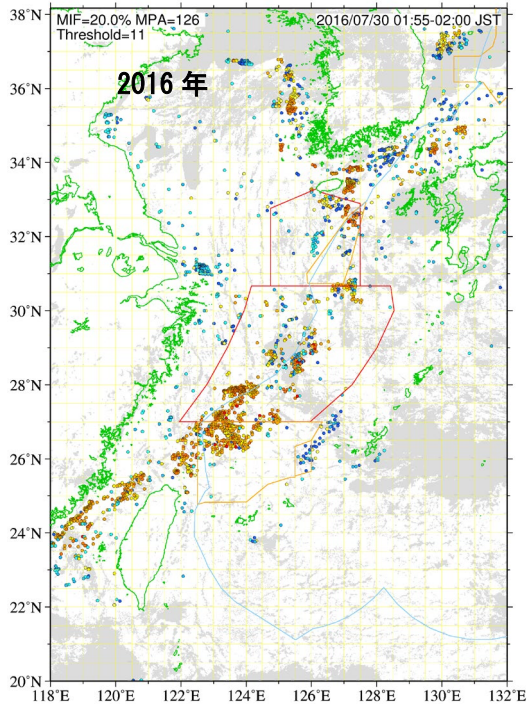 38°N
MIF=20.0% MPA=126 2016/07/30 01:55-02:00 JST
Threshold=11
2016 年
36°N
34°N
32°N
30°N
28°N
26°N
24°N
22°N
20°N
118°E 120°E 122°E 124°E 126°E 128°E 130°E 132°E